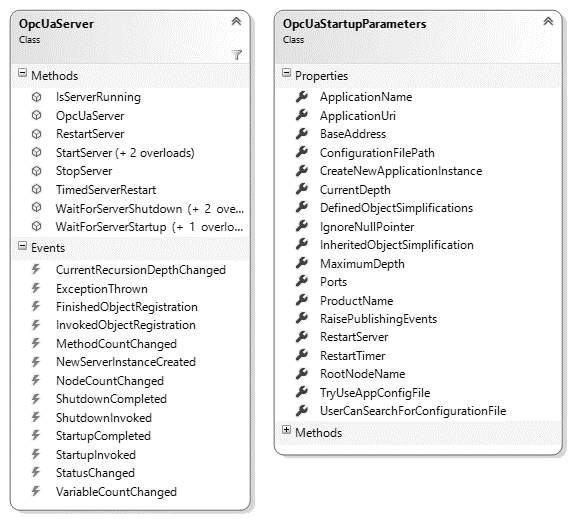 OpcUaServer
Class
Methods
IsServerRunning
OpcUaServer
RestartServer
StartServer (+ 2 overloads)
StopServer
TimedServerRestart
WaitForServerShutdown (+ 2 ove...
WaitForServerStartup (+ 1 overlo...
Events
CurrentRecursionDepthChanged
ExceptionThrown
FinishedObjectRegistration
InvokedObjectRegistration
MethodCountChanged
NewServerInstanceCreated
NodeCountChanged
ShutdownCompleted
ShutdownInvoked
StartupCompleted
StartupInvoked
StatusChanged
VariableCountChanged
OpcUaStartupParameters
Class
Properties
ApplicationName
ApplicationUri
BaseAddress
ConfigurationFilePath
CreateNewApplicationInstance
CurrentDepth
DefinedObjectSimplifications
IgnoreNullPointer
InheritedObjectSimplification
MaximumDepth
Ports
ProductName
RaisePublishingEvents
RestartServer
RestartTimer
RootNodeName
TryUseAppConfigFile
UserCanSearchForConfigurationFile
Methods